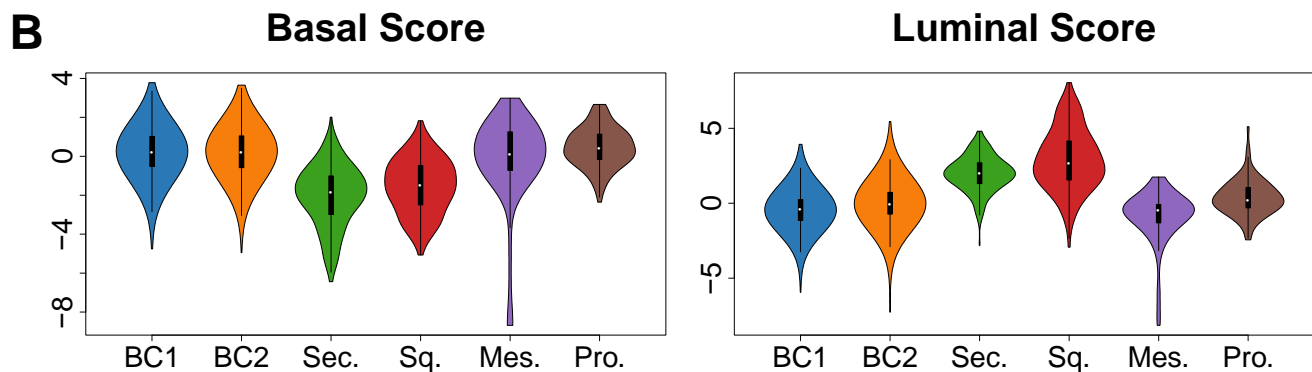 B
Basal Score
4
0
−4
−8
BC1 BC2 Sec. Sq. Mes. Pro.
Luminal Score
5
0
−5
BC1 BC2 Sec. Sq. Mes. Pro.